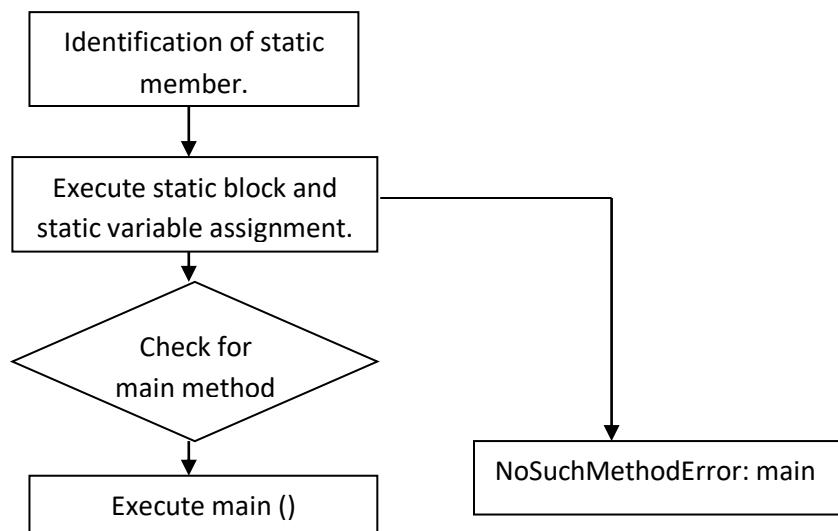 Identification of static
member.
Execute static block and
static variable assignment.
Check for
main method
NoSuchMethodError: main
Execute main ()